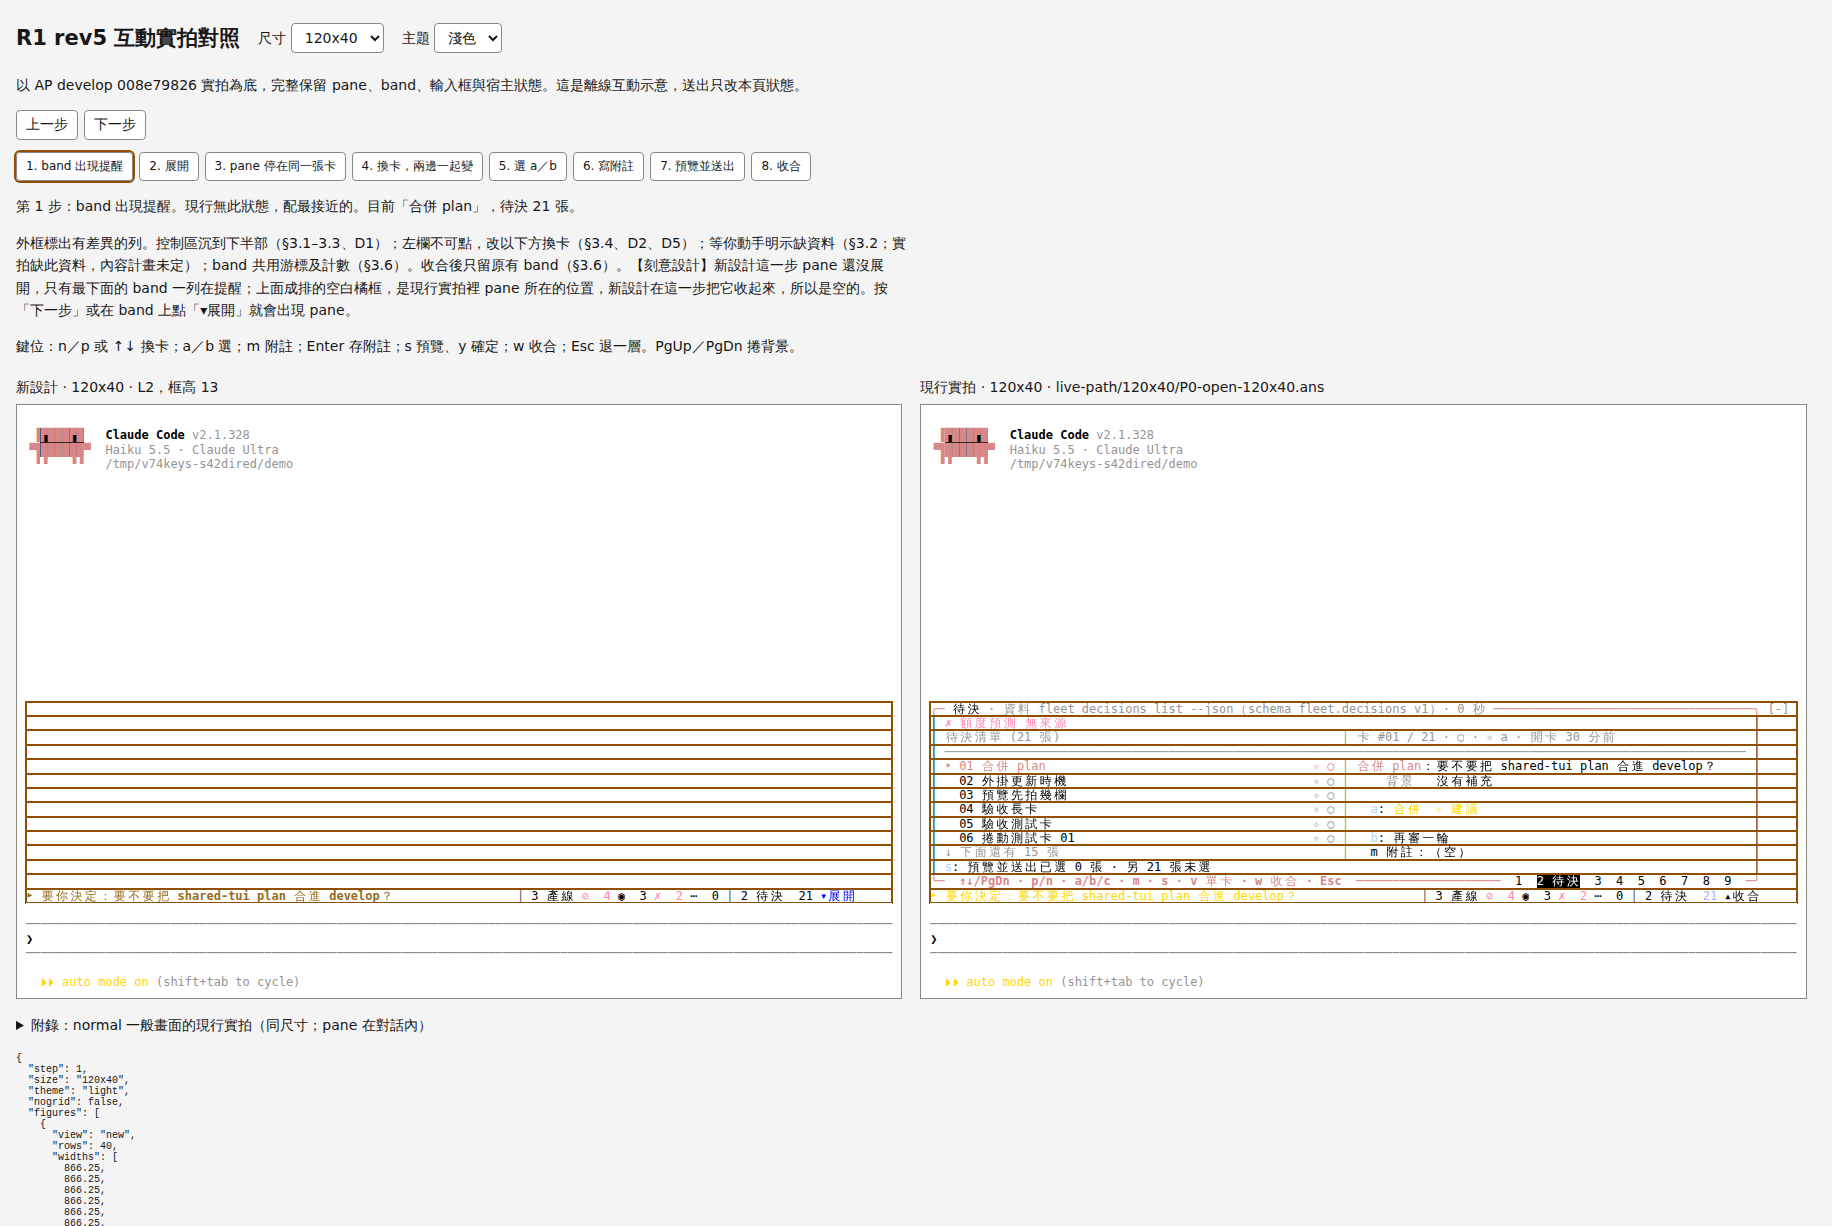 R1 rev5 互動實拍對照 尺寸 120x40 主題 淺色
以 AP develop 008e79826 實拍為底，完整保留 pane、band、輸入框與宿主狀態。這是離線互動示意，送出只改本頁狀態。
上一步 下一步
1. band 出現提醒 2. 展開 3. pane 停在同一張卡 4. 換卡，兩邊一起變 5. 選 a／b 6. 寫附註 7. 預覽並送出 8. 收合
第 1 步：band 出現提醒。現行無此狀態，配最接近的。目前「合併 plan」，待決 21 張。
外框標出有差異的列。控制區沉到下半部（§3.1–3.3、D1）；左欄不可點，改以下方換卡（§3.4、D2、D5）；等你動手明示缺資料（§3.2；實
拍缺此資料，內容計畫未定）；band 共用游標及計數（§3.6）。收合後只留原有 band（§3.6）。【刻意設計】新設計這一步 pane 還沒展
開，只有最下面的 band 一列在提醒；上面成排的空白橘框，是現行實拍裡 pane 所在的位置，新設計在這一步把它收起來，所以是空的。按
「下一步」或在 band 上點「▾展開」就會出現 pane。
鍵位：n／p 或 ↑↓ 換卡；a／b 選；m 附註；Enter 存附註；s 預覽、y 確定；w 收合；Esc 退一層。PgUp／PgDn 捲背景。
新設計 · 120x40 · L2，框高 13
Claude Code v2.1.328
Haiku 5.5 · Claude Ultra
/tmp/v74keys-s42dired/demo
▸ 要你決定：要不要把 shared-tui plan 合進 develop？ │ 3 產線 ⊘ 4 ◉ 3 ✗ 2 ⋯ 0 │ 2 待決 21 ▾展開
❯
⏵⏵ auto mode on (shift+tab to cycle)
現行實拍 · 120x40 · live-path/120x40/P0-open-120x40.ans
Claude Code v2.1.328
Haiku 5.5 · Claude Ultra
/tmp/v74keys-s42dired/demo
待決 · 資料 fleet decisions list --json（schema fleet.decisions v1）· 0 秒 [-]
✗ 額度預測 無來源
待決清單 (21 張) │ 卡 #01 / 21 · ○ · ✧ a · 開卡 30 分前
▸ 01 合併 plan ✧ ○ │ 合併 plan：要不要把 shared-tui plan 合進 develop？
02 外掛更新時機 ✧ ○ │ 背景 沒有補充
03 預覽先拍幾欄 ✧ ○ │
04 驗收長卡 ✧ ○ │ a: 合併 ✧ 建議
05 驗收測試卡 ✧ ○ │
06 捲動測試卡 01 ✧ ○ │ b: 再審一輪
↓ 下面還有 15 張 │ m 附註：（空）
s: 預覽並送出已選 0 張 · 另 21 張未選
↑↓/PgDn · p/n · a/b/c · m · s · v 單卡 · w 收合 · Esc 1 2 待決 3 4 5 6 7 8 9
▸ 要你決定：要不要把 shared-tui plan 合進 develop？ │ 3 產線 ⊘ 4 ◉ 3 ✗ 2 ⋯ 0 │ 2 待決 21 ▴收合
❯
⏵⏵ auto mode on (shift+tab to cycle)
▶ 附錄：normal 一般畫面的現行實拍（同尺寸；pane 在對話內）
{
"step": 1,
"size": "120x40",
"theme": "light",
"nogrid": false,
"figures": [
{
"view": "new",
"rows": 40,
"widths": [
866.25,
866.25,
866.25,
866.25,
866.25,
866.25,